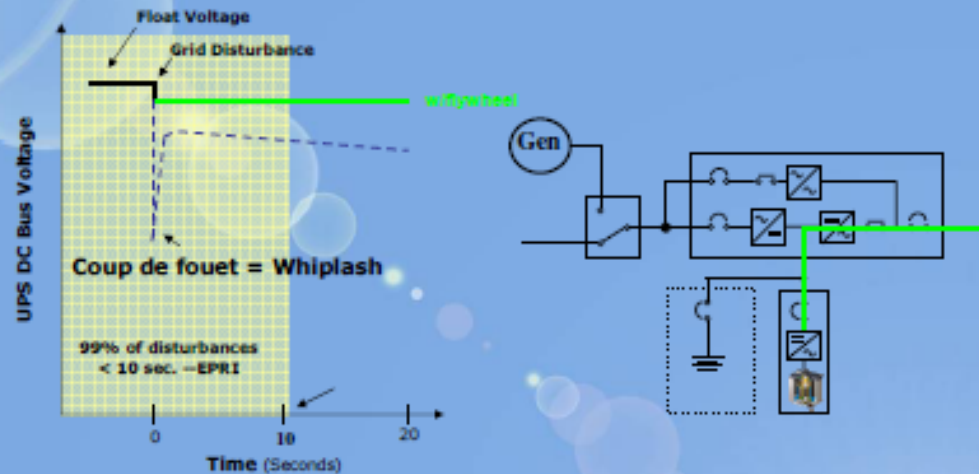 Float Voltage
Grid Disturbance
w/flywheel
UPS DC Bus Voltage
Gen
Coup de fouet = Whiplash
99% of disturbances
< 10 sec. --EPRI
0
10
20
Time (Seconds)